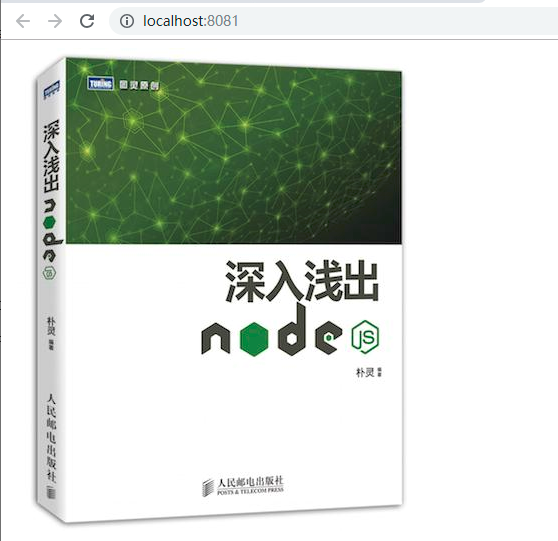 localhost:8081
TURING 图灵原创
深入浅出
node JS
朴灵 编著
人民邮电出版社
POSTS & TELECOM PRESS
深入浅出 node JS
朴灵 编著
人民邮电出版社